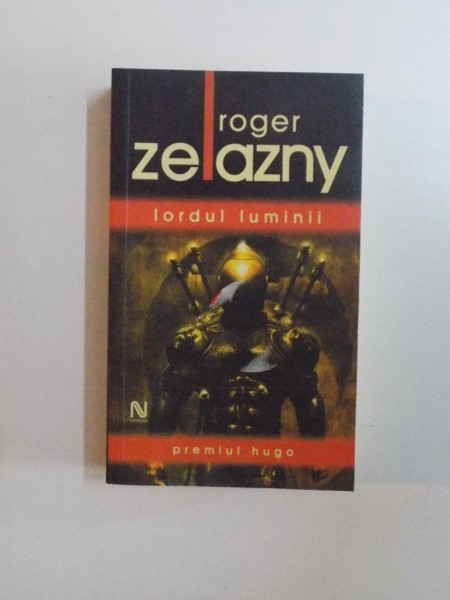 roger
zelazny
lordul luminii
N
premiul hugo